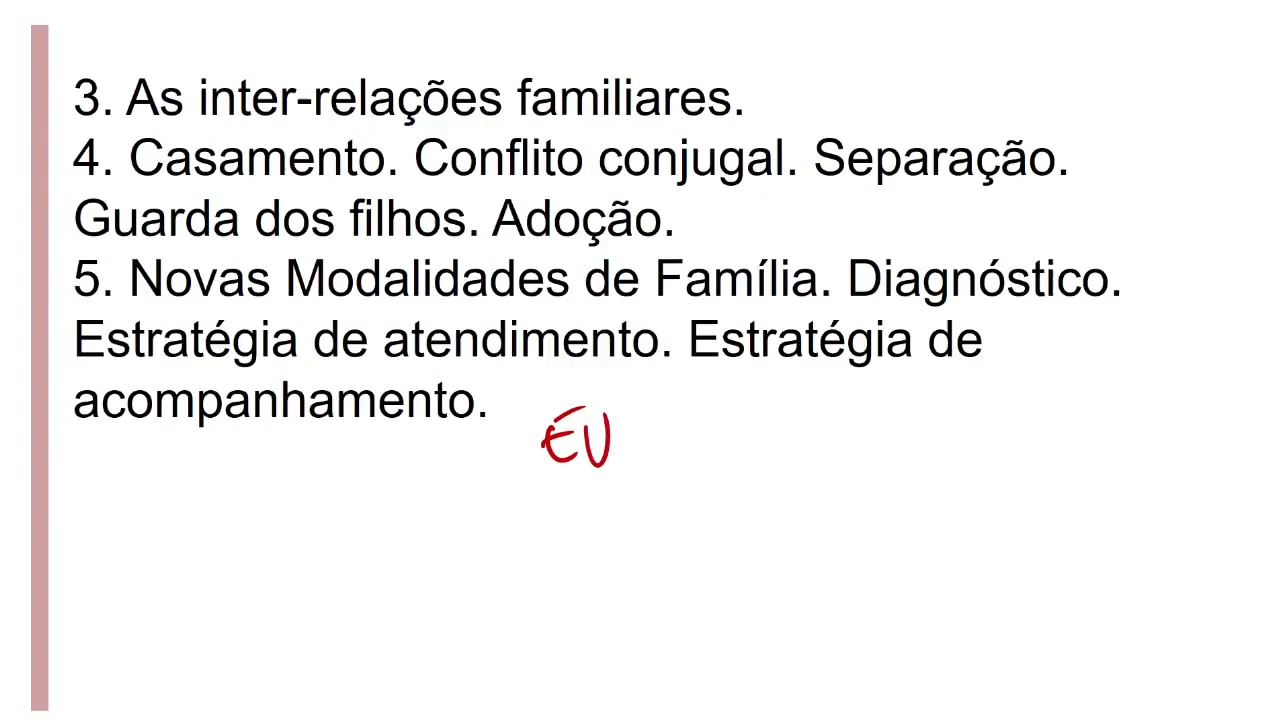 3. As inter-relações familiares.
4. Casamento. Conflito conjugal. Separação.
Guarda dos filhos. Adoção.
5. Novas Modalidades de Família. Diagnóstico.
Estratégia de atendimento. Estratégia de
acompanhamento.
EU